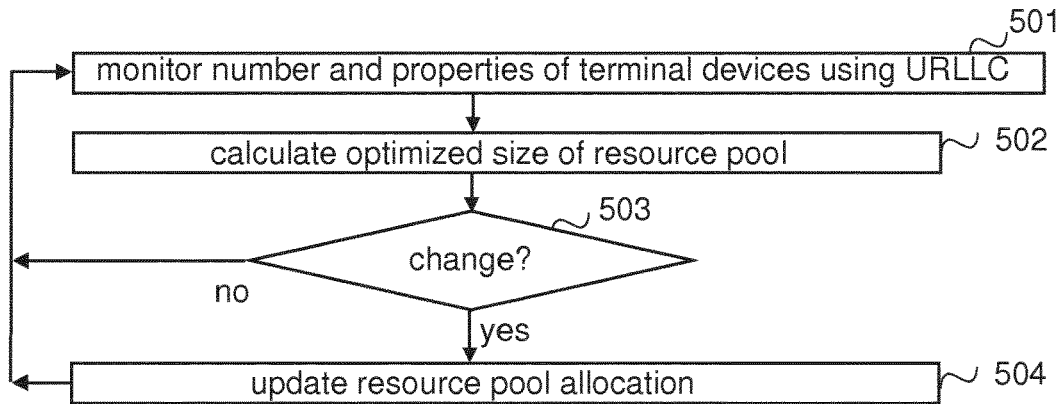 501
monitor number and properties of terminal devices using URLLC
502
calculate optimized size of resource pool
503
change?
no
yes
504
update resource pool allocation